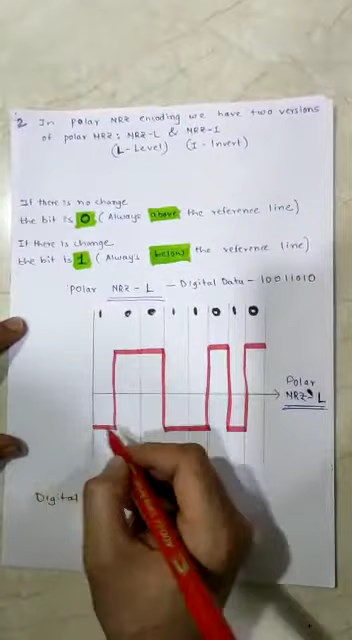 2 In polar NRZ encoding we have two versions
of polar NRZ: NRZ-L & NRZ-I
(L-Level) (I-Invert)
If there is no change
the bit is 0 (Always above the reference line)
If there is change
the bit is 1 (Always below the reference line)
Polar NRZ-L - Digital Data - 10011010
1 0 0 1 1 0 1 0
Polar
NRZ-L
Digital